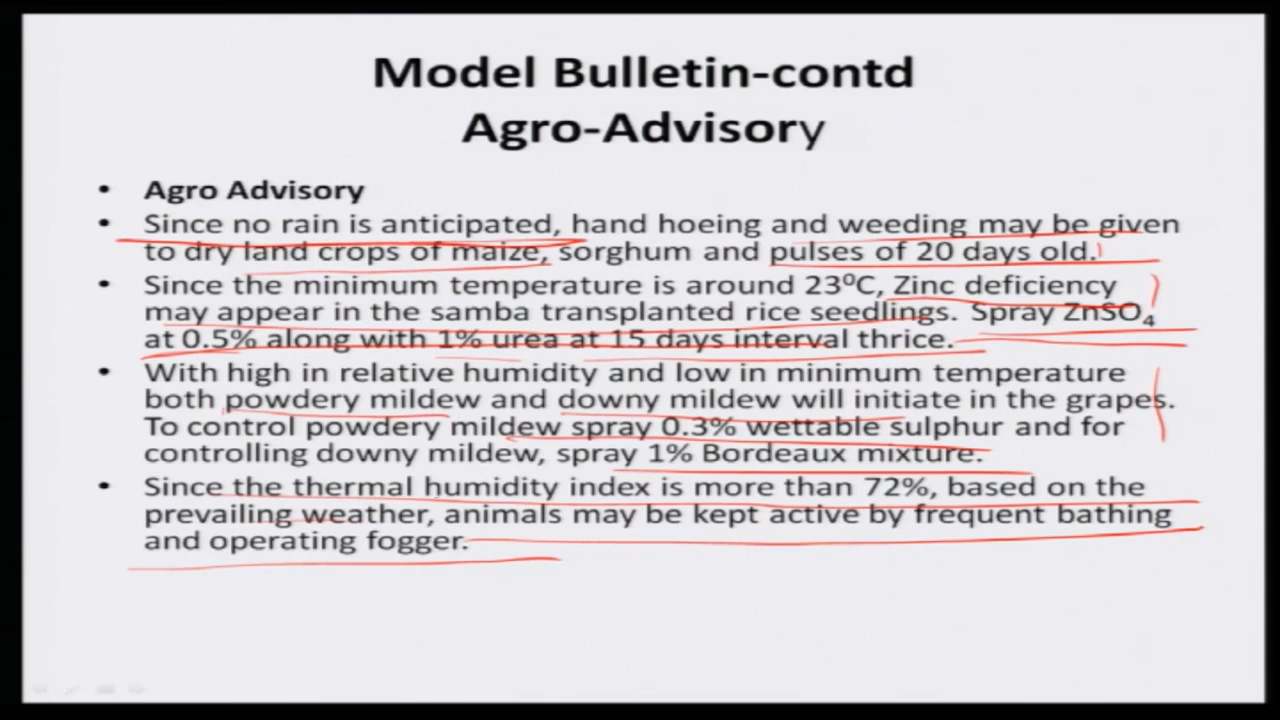 Model Bulletin-contd
Agro-Advisory
• Agro Advisory
• Since no rain is anticipated, hand hoeing and weeding may be given
to dry land crops of maize, sorghum and pulses of 20 days old.
• Since the minimum temperature is around 23⁰C, Zinc deficiency
may appear in the samba transplanted rice seedlings. Spray ZnSO₄
at 0.5% along with 1% urea at 15 days interval thrice.
• With high in relative humidity and low in minimum temperature
both powdery mildew and downy mildew will initiate in the grapes.
To control powdery mildew spray 0.3% wettable sulphur and for
controlling downy mildew, spray 1% Bordeaux mixture.
• Since the thermal humidity index is more than 72%, based on the
prevailing weather, animals may be kept active by frequent bathing
and operating fogger.